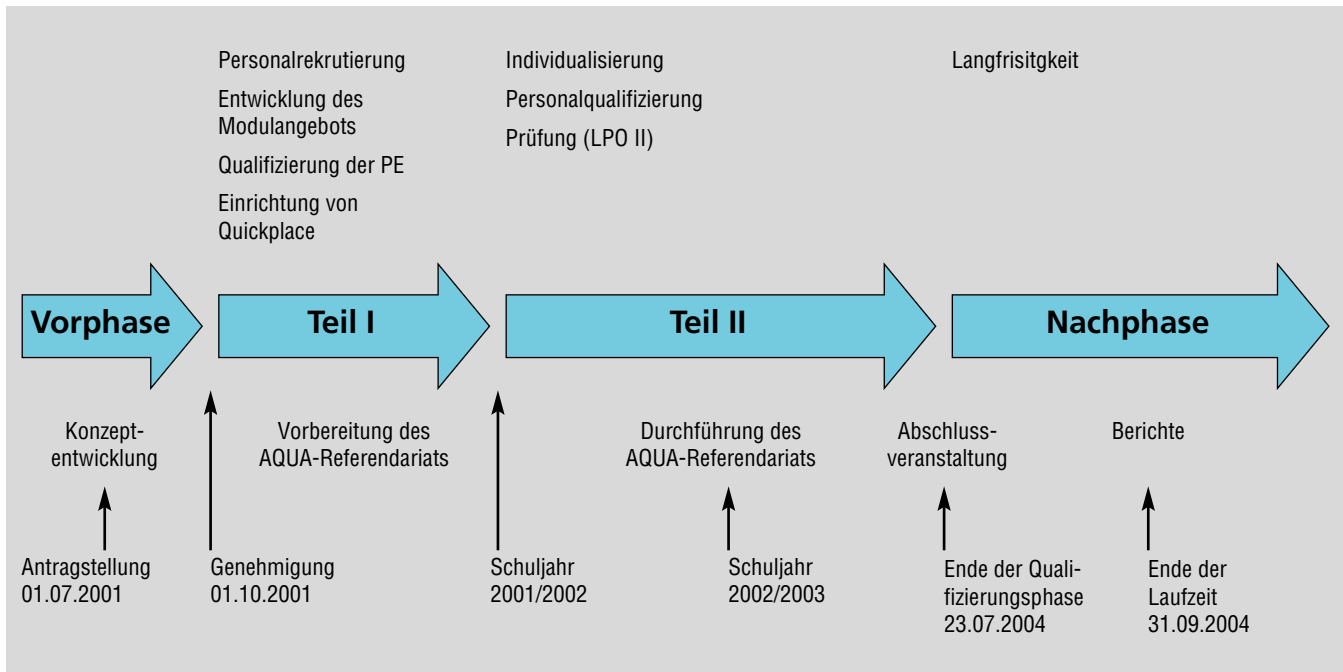 Personalrekrutierung
Entwicklung des
Modulangebots
Qualifizierung der PE
Einrichtung von
Quickplace
Individualisierung
Personalqualifizierung
Prüfung (LPO II)
Langfrisitgkeit
Vorphase
Teil I
Teil II
Nachphase
Konzept-
entwicklung
Vorbereitung des
AQUA-Referendariats
Durchführung des
AQUA-Referendariats
Abschluss-
veranstaltung
Berichte
Antragstellung
01.07.2001
Genehmigung
01.10.2001
Schuljahr
2001/2002
Schuljahr
2002/2003
Ende der Quali-
fizierungsphase
23.07.2004
Ende der
Laufzeit
31.09.2004